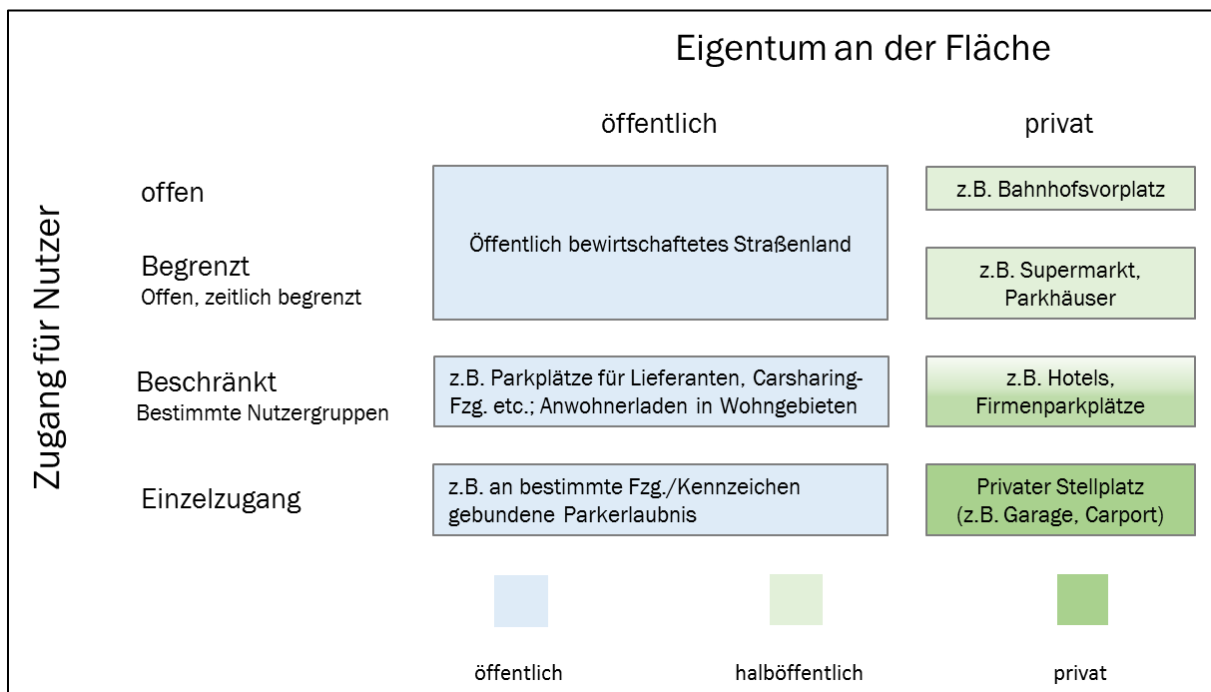 Eigentum an der Fläche
öffentlich
privat
Zugang für Nutzer
offen
Öffentlich bewirtschaftetes Straßenland
z.B. Bahnhofsvorplatz
Begrenzt
Offen, zeitlich begrenzt
z.B. Supermarkt,
Parkhäuser
Beschränkt
Bestimmte Nutzergruppen
z.B. Parkplätze für Lieferanten, Carsharing-
Fzg. etc.; Anwohnerladen in Wohngebieten
z.B. Hotels,
Firmenparkplätze
Einzelzugang
z.B. an bestimmte Fzg./Kennzeichen
gebundene Parkerlaubnis
Privater Stellplatz
(z.B. Garage, Carport)
öffentlich
halböffentlich
privat